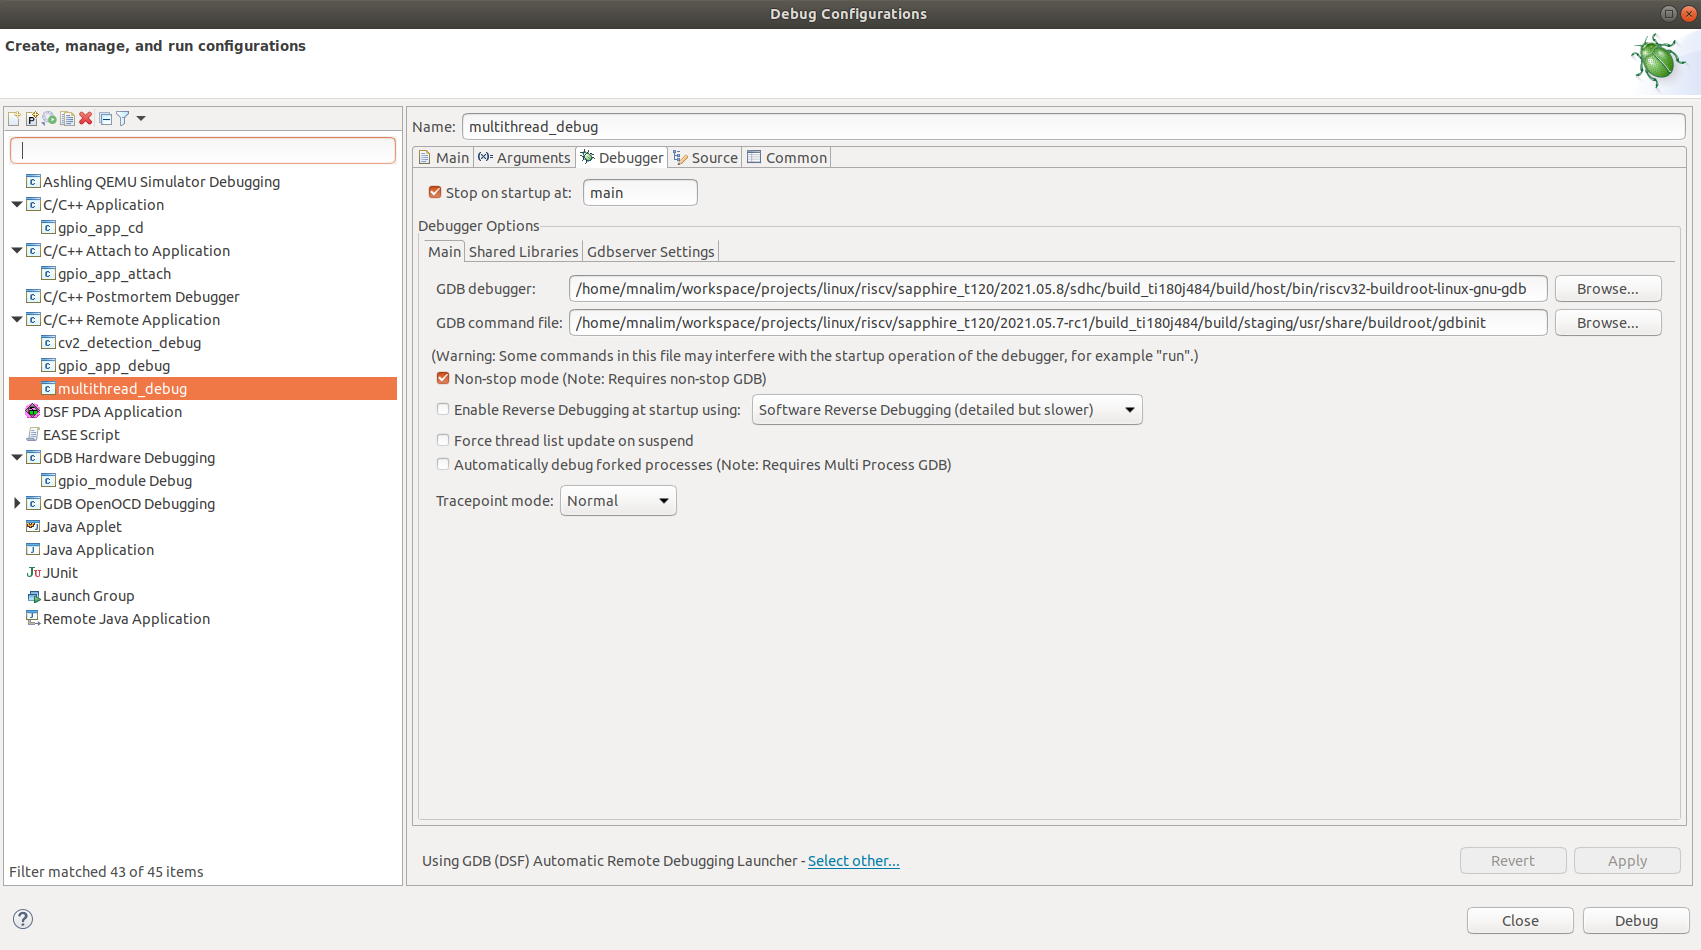 Debug Configurations
Create, manage, and run configurations
Ashling QEMU Simulator Debugging
C/C++ Application
gpio_app_cd
C/C++ Attach to Application
gpio_app_attach
C/C++ Postmortem Debugger
C/C++ Remote Application
cv2_detection_debug
gpio_app_debug
multithread_debug
DSF PDA Application
EASE Script
GDB Hardware Debugging
gpio_module Debug
GDB OpenOCD Debugging
Java Applet
Java Application
JUnit
Launch Group
Remote Java Application
Filter matched 43 of 45 items
Name: multithread_debug
Main Arguments Debugger Source Common
Stop on startup at: main
Debugger Options
Main Shared Libraries Gdbserver Settings
GDB debugger: /home/mnalim/workspace/projects/linux/riscv/sapphire_t120/2021.05.8/sdhc/build_ti180j484/build/host/bin/riscv32-buildroot-linux-gnu-gdb Browse...
GDB command file: /home/mnalim/workspace/projects/linux/riscv/sapphire_t120/2021.05.7-rc1/build_ti180j484/build/staging/usr/share/buildroot/gdbinit Browse...
(Warning: Some commands in this file may interfere with the startup operation of the debugger, for example "run".)
Non-stop mode (Note: Requires non-stop GDB)
Enable Reverse Debugging at startup using: Software Reverse Debugging (detailed but slower)
Force thread list update on suspend
Automatically debug forked processes (Note: Requires Multi Process GDB)
Tracepoint mode: Normal
Using GDB (DSF) Automatic Remote Debugging Launcher - Select other...
Revert Apply
Close Debug